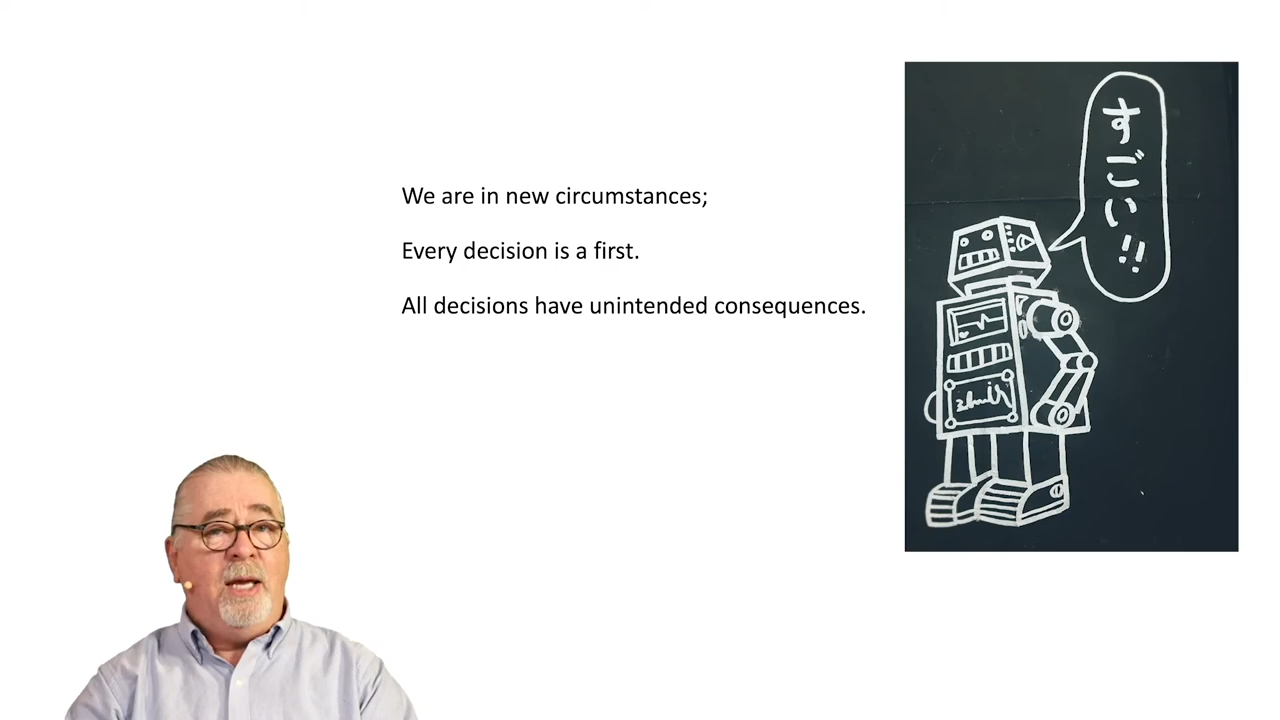 We are in new circumstances;
Every decision is a first.
All decisions have unintended consequences.
すごい!!